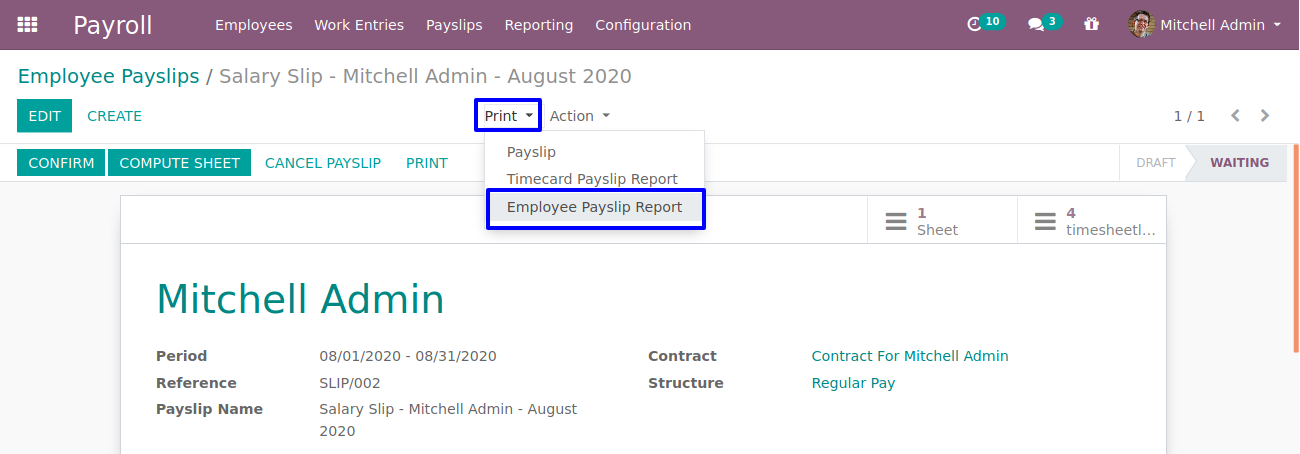 Payroll Employees Work Entries Payslips Reporting Configuration 10 3 Mitchell Admin
Employee Payslips / Salary Slip - Mitchell Admin - August 2020
EDIT CREATE Print Action 1 / 1
Payslip
Timecard Payslip Report
Employee Payslip Report
CONFIRM COMPUTE SHEET CANCEL PAYSLIP PRINT DRAFT WAITING
1 Sheet
4 timesheetl...
Mitchell Admin
Period 08/01/2020 - 08/31/2020 Contract Contract For Mitchell Admin
Reference SLIP/002 Structure Regular Pay
Payslip Name Salary Slip - Mitchell Admin - August
2020